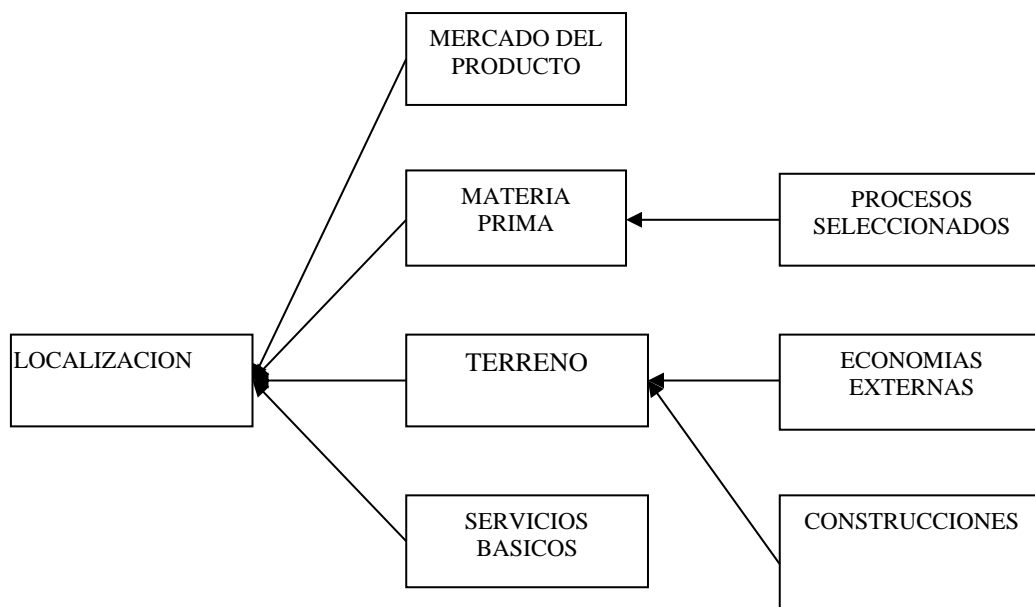 MERCADO DEL
PRODUCTO
MATERIA
PRIMA
PROCESOS
SELECCIONADOS
LOCALIZACION
TERRENO
ECONOMIAS
EXTERNAS
SERVICIOS
BASICOS
CONSTRUCCIONES